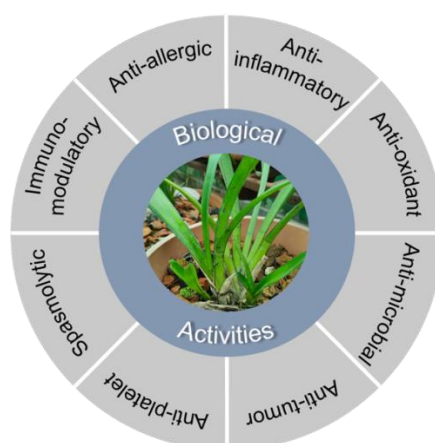 Biological
Activities
Anti-allergic
Anti-
inflammatory
Anti-oxidant
Anti-microbial
Anti-tumor
Anti-platelet
Spasmolytic
Immuno-
modulatory